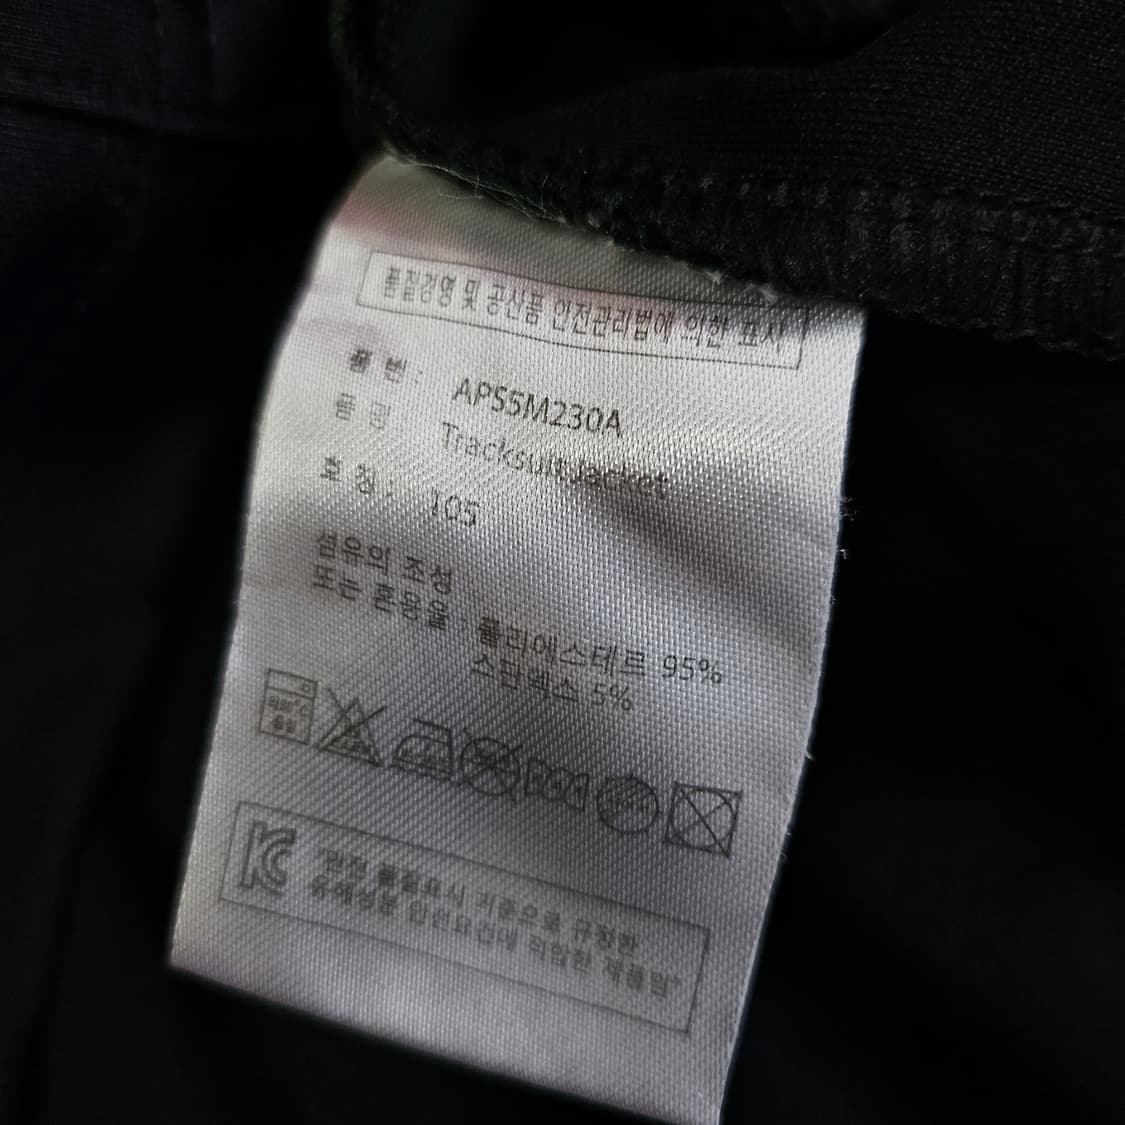 품질경영 및 공산품 안전관리법에 의한 표시
품 번 : APS5M230A
품 명 Tracksuit Jacket
호 칭 : 105
섬유의 조성
또는 혼용율 폴리에스테르 95%
스판덱스 5%
"안전 품질표시 기준으로 규정한
유해성분 안전요건에 적합한 제품임"